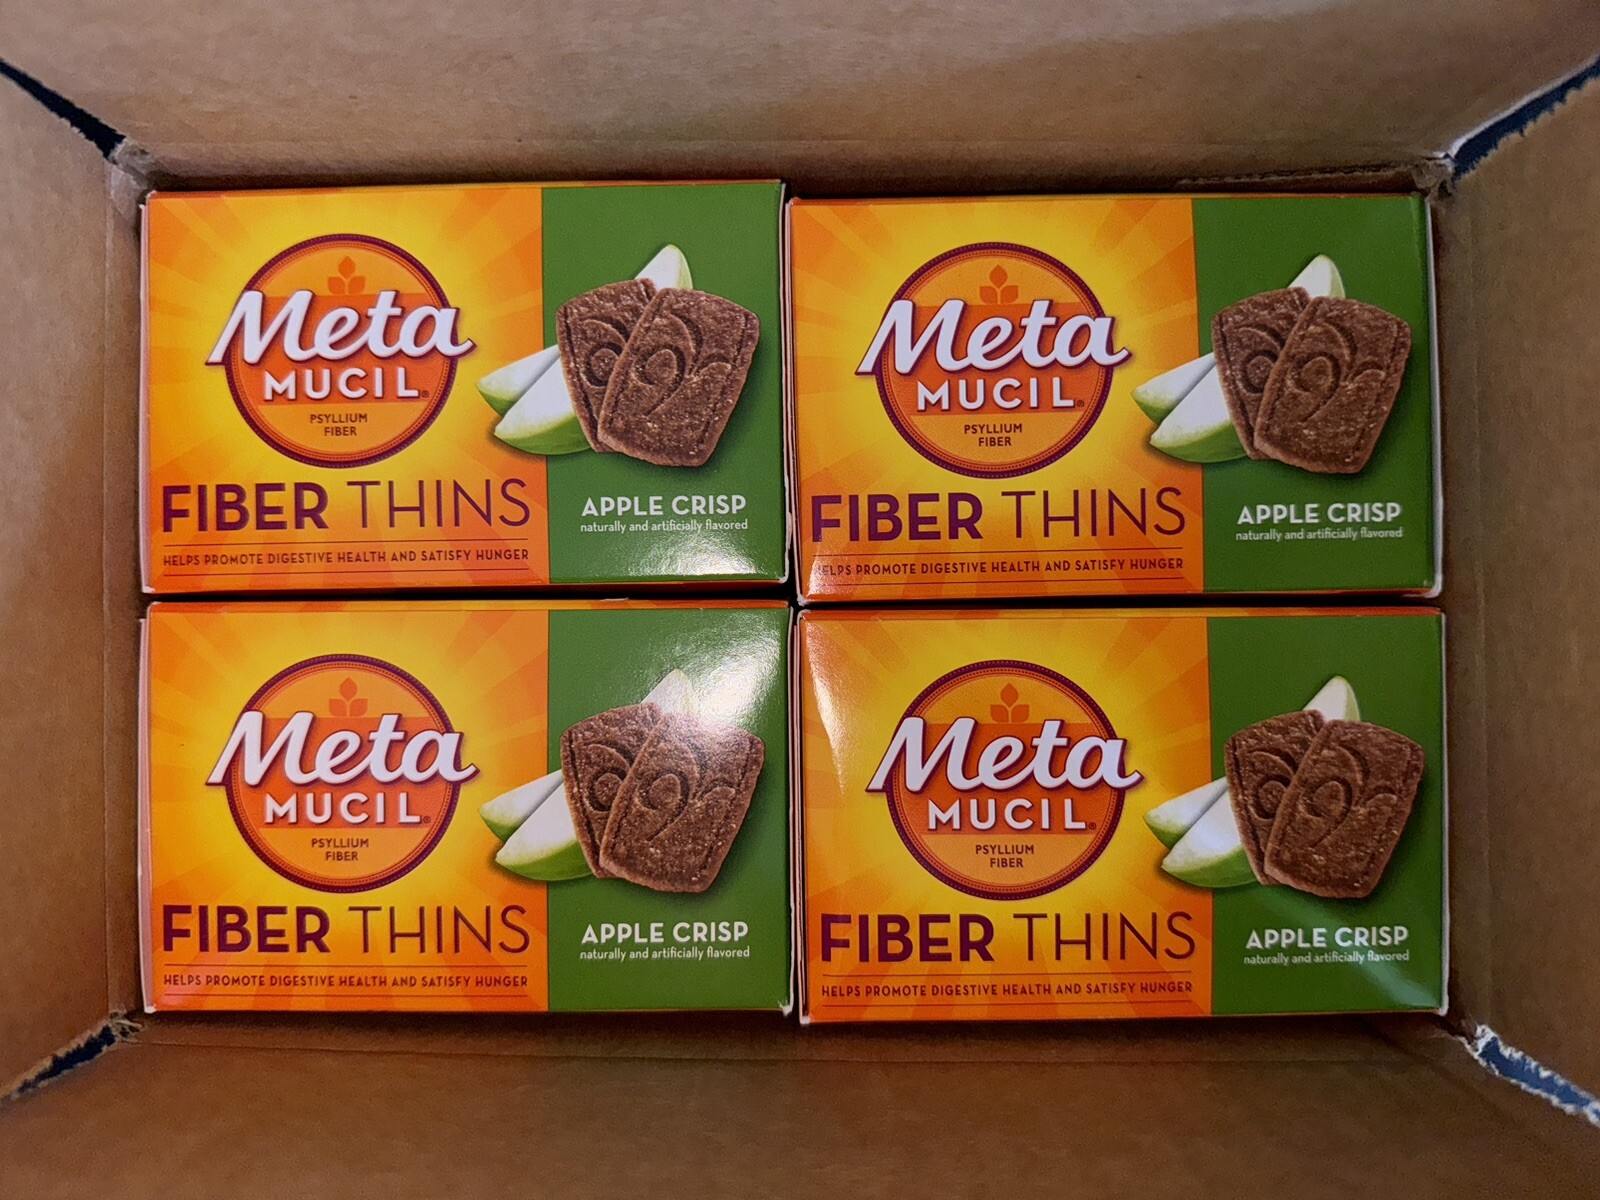 Meta
MUCIL®
PSYLLIUM
FIBER
FIBER THINS
HELPS PROMOTE DIGESTIVE HEALTH AND SATISFY HUNGER
APPLE CRISP
naturally and artificially flavored
Meta
MUCIL®
PSYLLIUM
FIBER
FIBER THINS
HELPS PROMOTE DIGESTIVE HEALTH AND SATISFY HUNGER
APPLE CRISP
naturally and artificially flavored
Meta
MUCIL®
PSYLLIUM
FIBER
FIBER THINS
HELPS PROMOTE DIGESTIVE HEALTH AND SATISFY HUNGER
APPLE CRISP
naturally and artificially flavored
Meta
MUCIL®
PSYLLIUM
FIBER
FIBER THINS
HELPS PROMOTE DIGESTIVE HEALTH AND SATISFY HUNGER
APPLE CRISP
naturally and artificially flavored